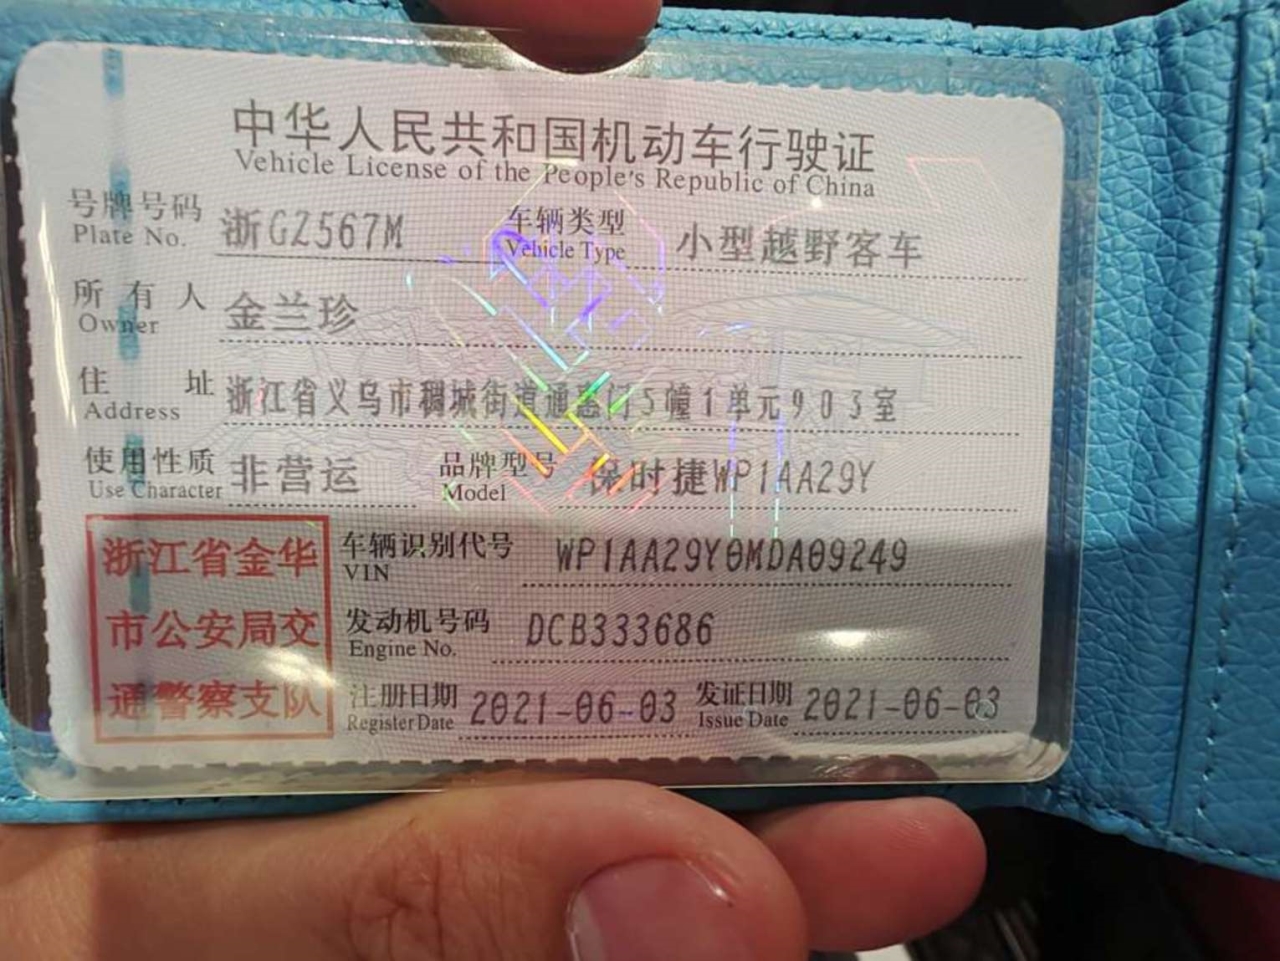 中华人民共和国机动车行驶证
Vehicle License of the People's Republic of China
号牌号码 浙GZ567M 车辆类型 小型越野客车
Plate No. Vehicle Type
所有人 金兰珍
Owner
住址 浙江省义乌市稠城街道通惠门5幢1单元903室
Address
使用性质 非营运 品牌型号 保时捷WP1AA29Y
Use Character Model
浙江省金华
市公安局交
通警察支队
车辆识别代号 WP1AA29Y0MDA09249
VIN
发动机号码 DCB333686
Engine No.
注册日期 2021-06-03 发证日期 2021-06-03
Register Date Issue Date